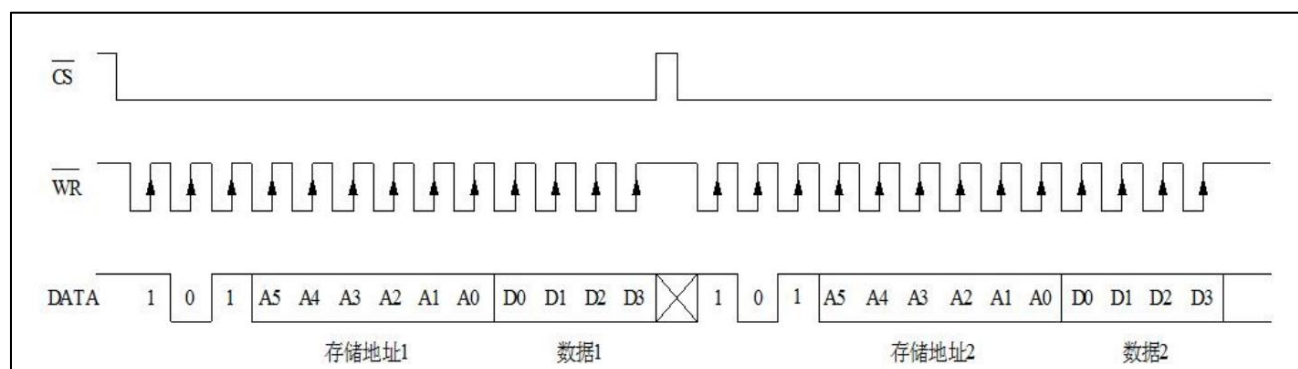 CS
WR
DATA 1 0 1 A5 A4 A3 A2 A1 A0 D0 D1 D2 D3 1 0 1 A5 A4 A3 A2 A1 A0 D0 D1 D2 D3
存储地址1 数据1 存储地址2 数据2